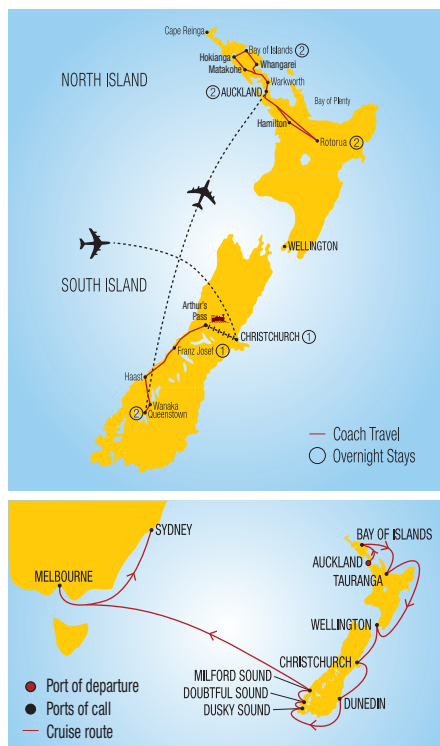 Cape Reinga
Hokianga
Bay of Islands 2
Whangarei
Matakohe
Warkworth
NORTH ISLAND
2 AUCKLAND
Bay of Plenty
Hamilton
Rotorua 2
WELLINGTON
SOUTH ISLAND
Arthur's
Pass
CHRISTCHURCH 1
Franz Josef 1
Haast
Wanaka
2 Queenstown
Coach Travel
Overnight Stays
SYDNEY
MELBOURNE
BAY OF ISLANDS
AUCKLAND
TAURANGA
WELLINGTON
CHRISTCHURCH
MILFORD SOUND
DOUBTFUL SOUND
DUSKY SOUND
DUNEDIN
Port of departure
Ports of call
Cruise route